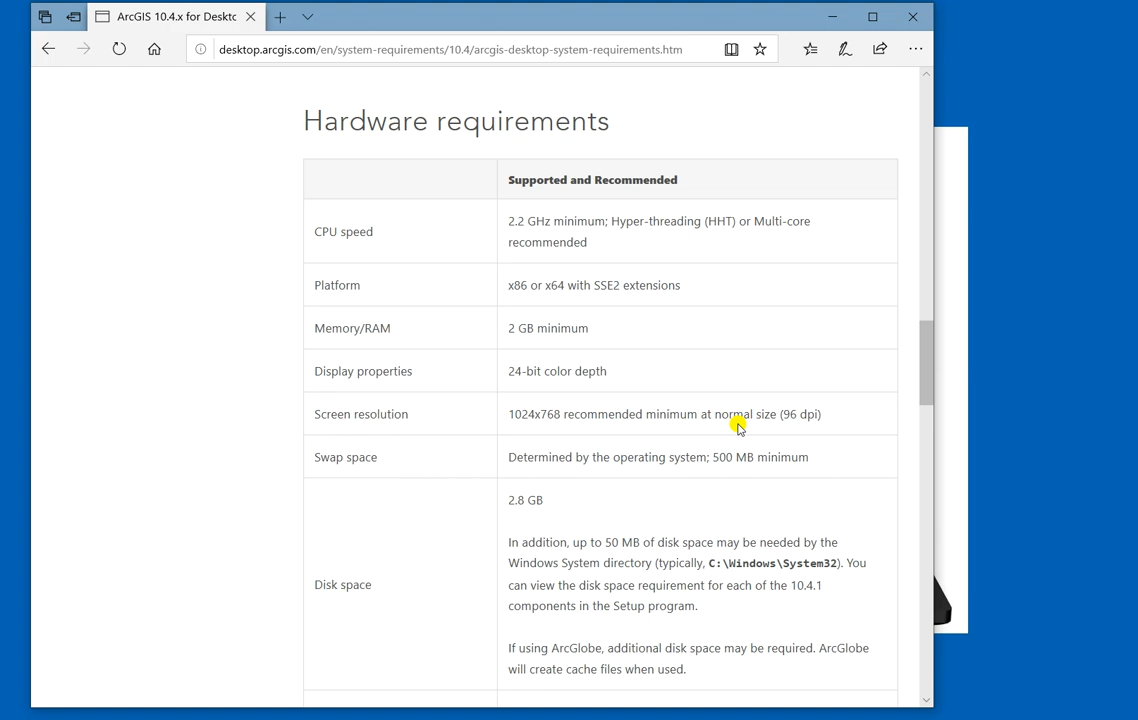 ArcGIS 10.4.x for Deskto
desktop.arcgis.com/en/system-requirements/10.4/arcgis-desktop-system-requirements.htm
Hardware requirements
Supported and Recommended
CPU speed
2.2 GHz minimum; Hyper-threading (HHT) or Multi-core
recommended
Platform
x86 or x64 with SSE2 extensions
Memory/RAM
2 GB minimum
Display properties
24-bit color depth
Screen resolution
1024x768 recommended minimum at normal size (96 dpi)
Swap space
Determined by the operating system; 500 MB minimum
Disk space
2.8 GB
In addition, up to 50 MB of disk space may be needed by the
Windows System directory (typically, C:\Windows\System32). You
can view the disk space requirement for each of the 10.4.1
components in the Setup program.
If using ArcGlobe, additional disk space may be required. ArcGlobe
will create cache files when used.